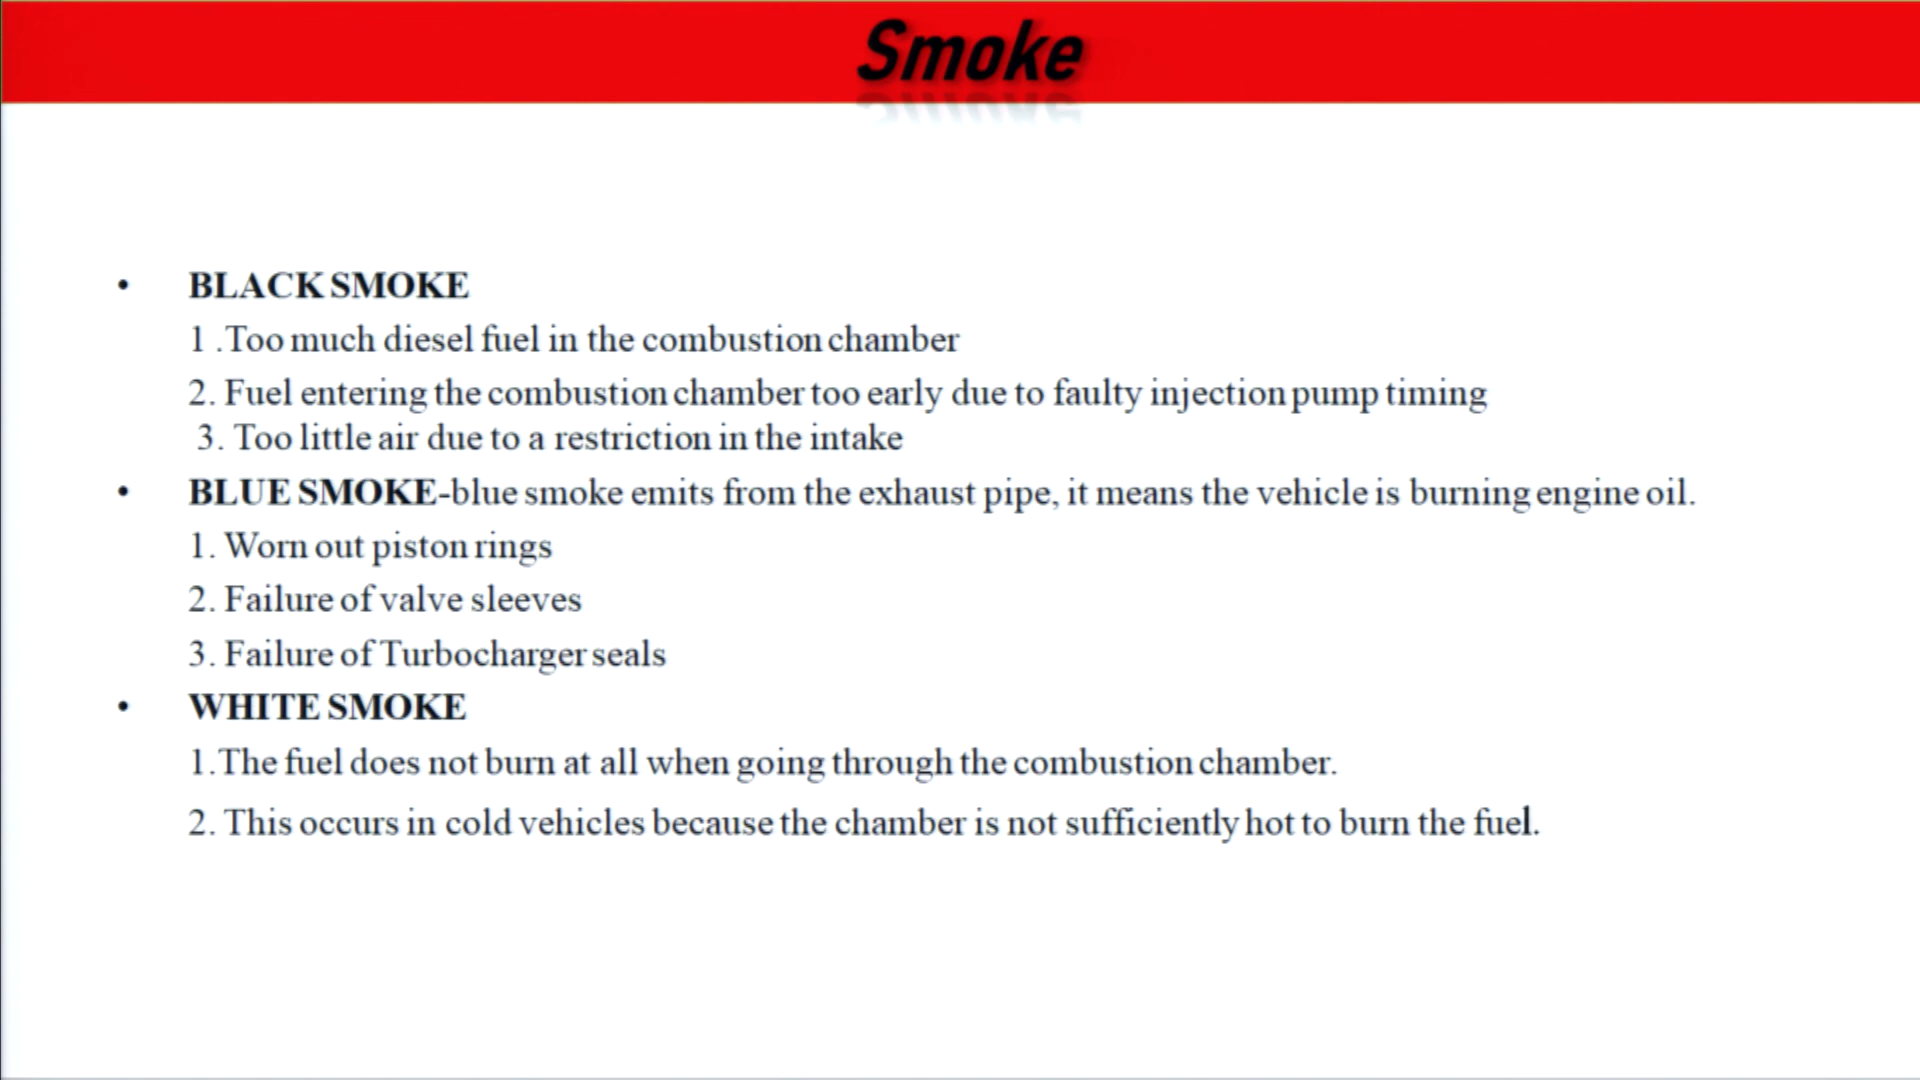 Smoke
• BLACK SMOKE
1 .Too much diesel fuel in the combustion chamber
2. Fuel entering the combustion chamber too early due to faulty injection pump timing
3. Too little air due to a restriction in the intake
• BLUE SMOKE-blue smoke emits from the exhaust pipe, it means the vehicle is burning engine oil.
1. Worn out piston rings
2. Failure of valve sleeves
3. Failure of Turbocharger seals
• WHITE SMOKE
1.The fuel does not burn at all when going through the combustion chamber.
2. This occurs in cold vehicles because the chamber is not sufficiently hot to burn the fuel.